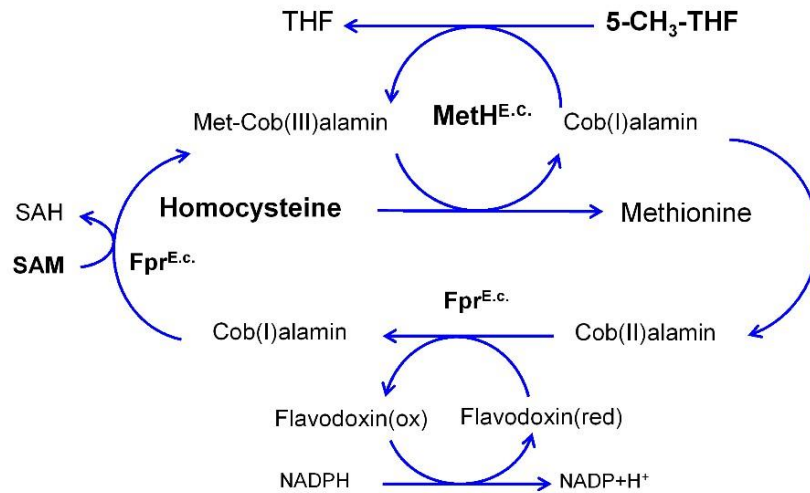 THF
5-CH₃-THF
Met-Cob(III)alamin
MetHᴱ·ᶜ·
Cob(I)alamin
SAH
Homocysteine
Methionine
SAM
Fprᴱ·ᶜ·
Fprᴱ·ᶜ·
Cob(I)alamin
Cob(II)alamin
Flavodoxin(ox)
Flavodoxin(red)
NADPH
NADP+H⁺